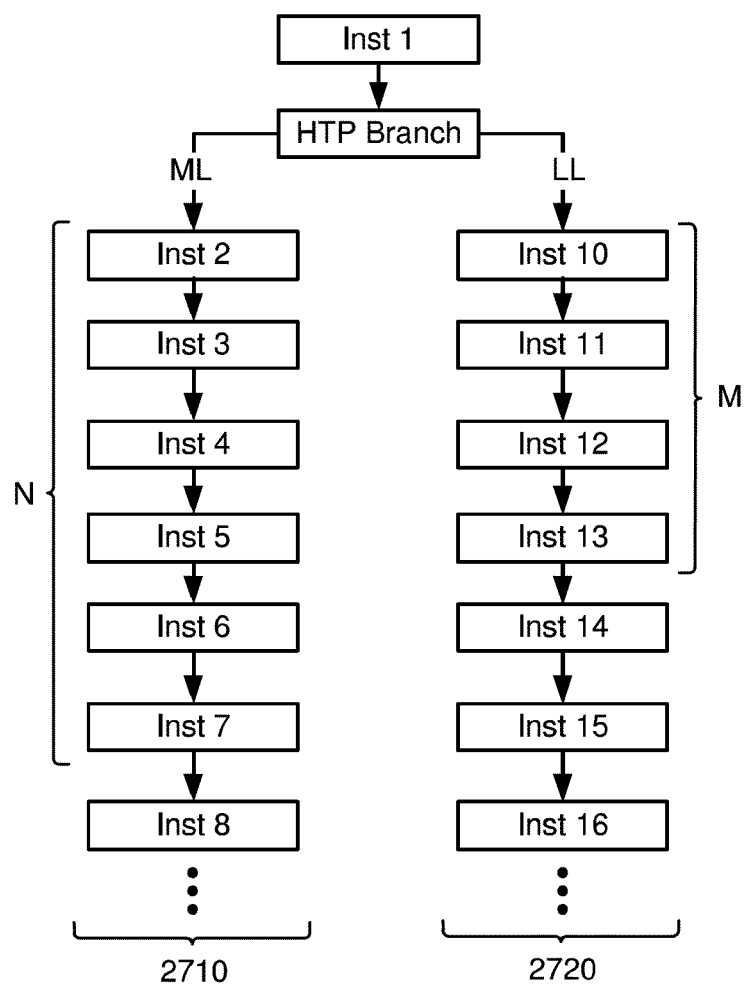 Inst 1
HTP Branch
ML LL
Inst 2 Inst 10
Inst 3 Inst 11
M
Inst 4 Inst 12
N
Inst 5 Inst 13
Inst 6 Inst 14
Inst 7 Inst 15
Inst 8 Inst 16
2710 2720